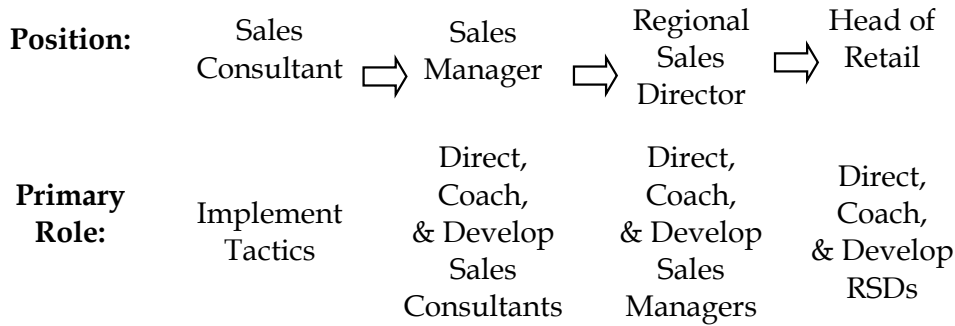 Position:
Sales
Consultant
Sales
Manager
Regional
Sales
Director
Head of
Retail
Primary
Role:
Implement
Tactics
Direct,
Coach,
& Develop
Sales
Consultants
Direct,
Coach,
& Develop
Sales
Managers
Direct,
Coach,
& Develop
RSDs